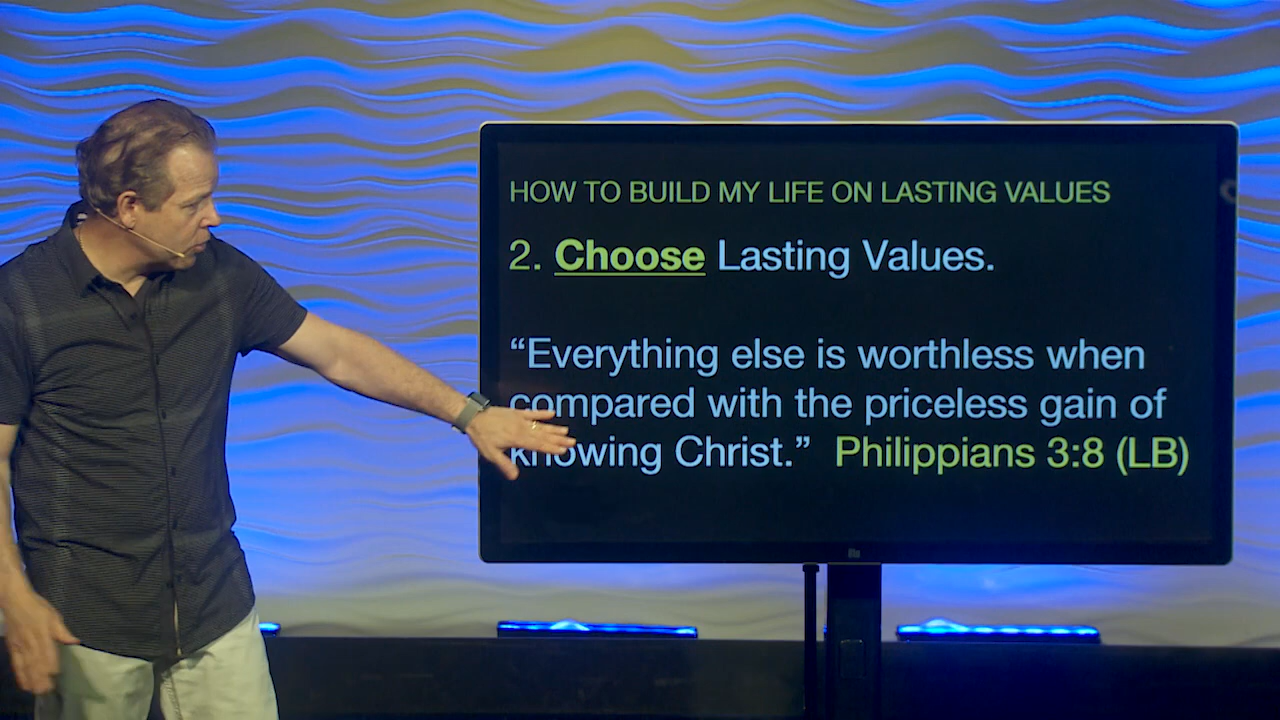 HOW TO BUILD MY LIFE ON LASTING VALUES
2. Choose Lasting Values.
“Everything else is worthless when
compared with the priceless gain of
knowing Christ.” Philippians 3:8 (LB)